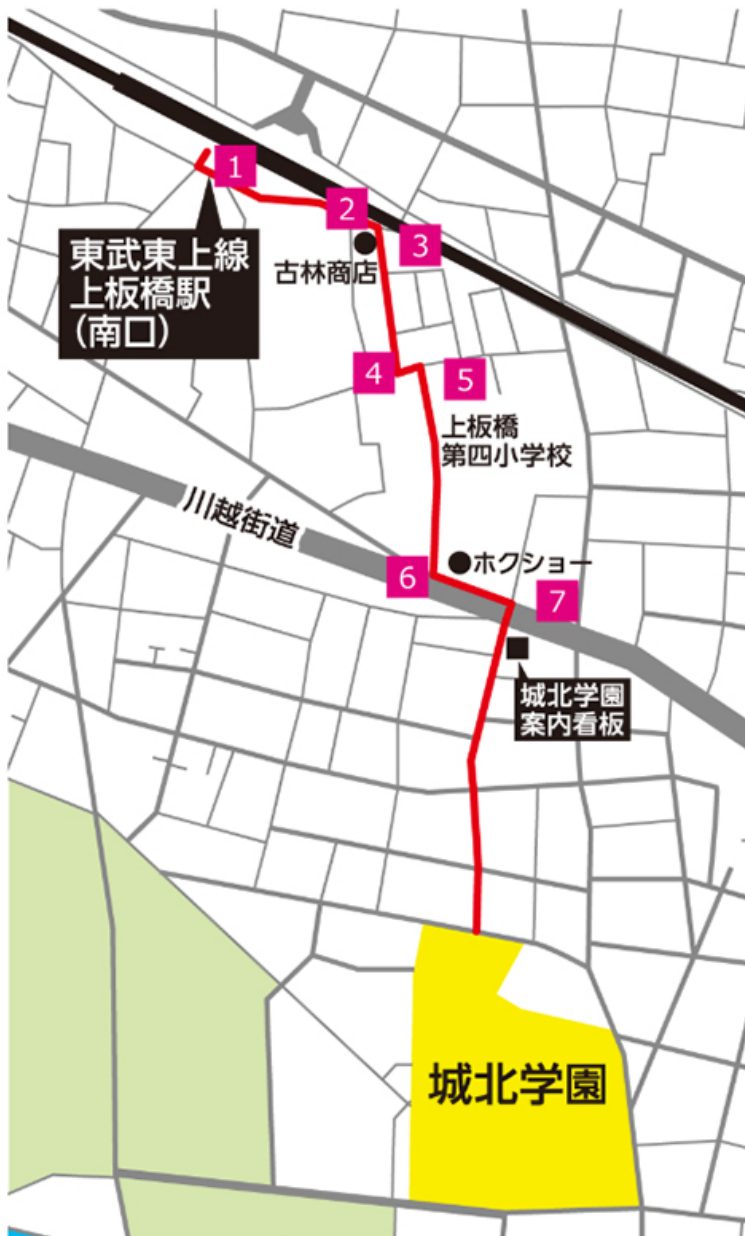 1
2
3
東武東上線
上板橋駅
(南口)
古林商店
4
5
上板橋
第四小学校
川越街道
ホクショー
6
7
城北学園
案内看板
城北学園